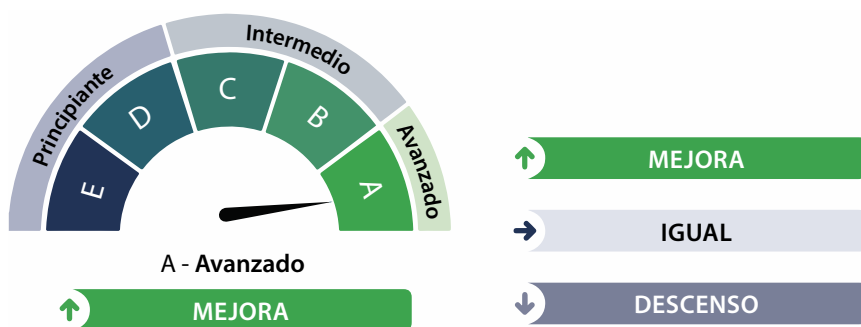 Principiante
Intermedio
Avanzado
E
D
C
B
A
A - Avanzado
MEJORA
MEJORA
IGUAL
DESCENSO